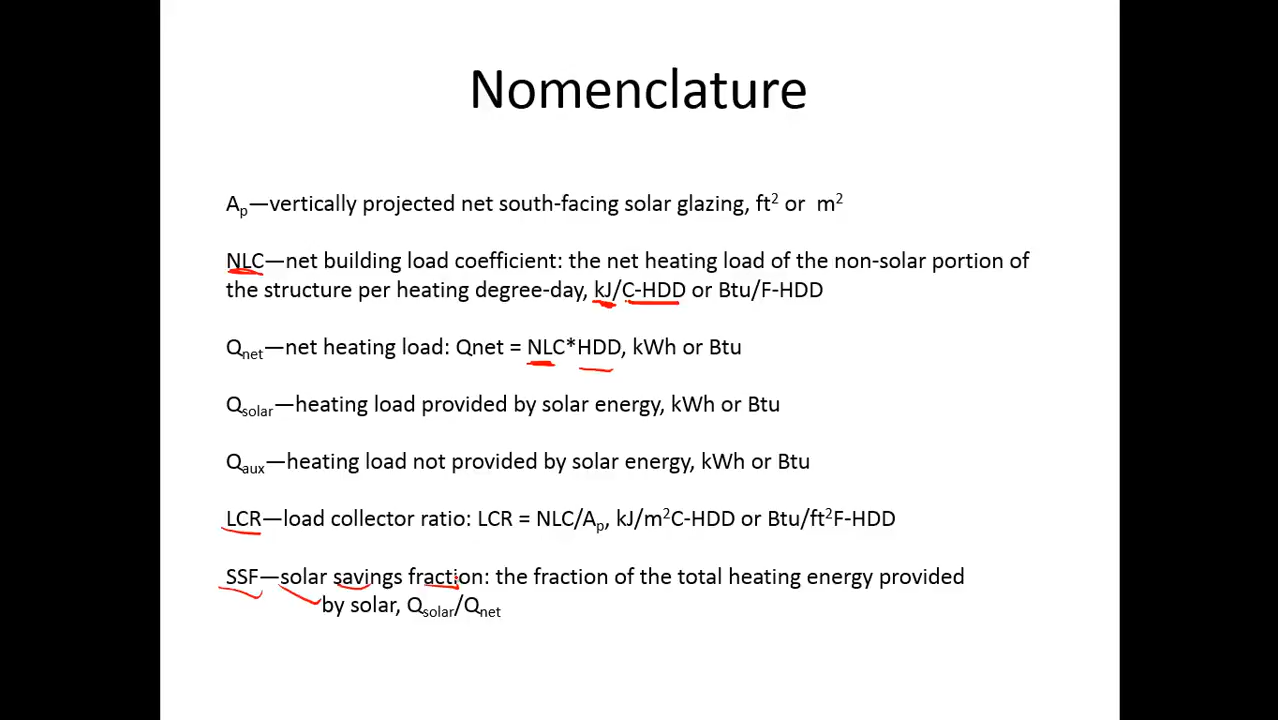 Nomenclature
Aₚ—vertically projected net south-facing solar glazing, ft² or m²
NLC—net building load coefficient: the net heating load of the non-solar portion of
the structure per heating degree-day, kJ/C-HDD or Btu/F-HDD
Qnet—net heating load: Qnet = NLC*HDD, kWh or Btu
Qsolar—heating load provided by solar energy, kWh or Btu
Qaux—heating load not provided by solar energy, kWh or Btu
LCR—load collector ratio: LCR = NLC/Aₚ, kJ/m²C-HDD or Btu/ft²F-HDD
SSF—solar savings fraction: the fraction of the total heating energy provided
by solar, Qsolar/Qnet